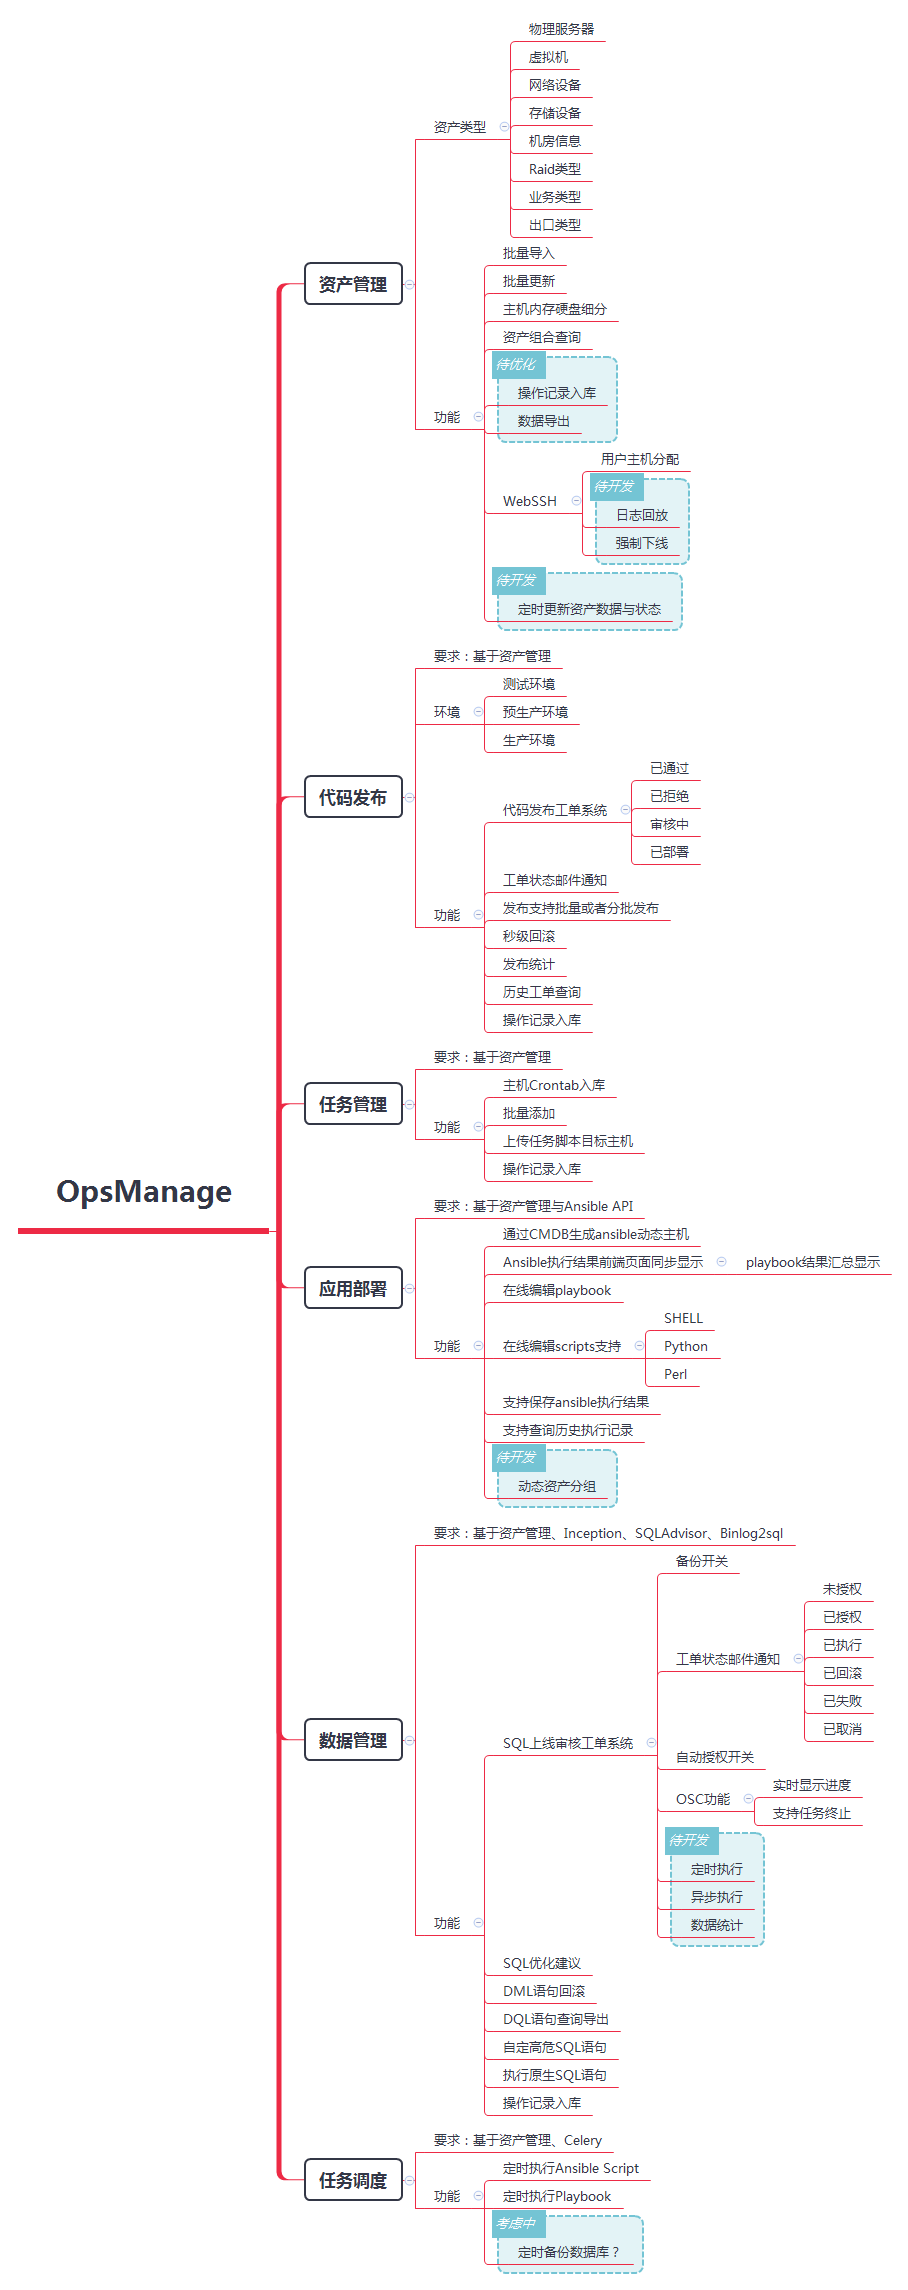 OpsManage
资产管理
资产类型
物理服务器
虚拟机
网络设备
存储设备
机房信息
Raid类型
业务类型
出口类型
功能
批量导入
批量更新
主机内存硬盘细分
资产组合查询
待优化
操作记录入库
数据导出
WebSSH
用户主机分配
待开发
日志回放
强制下线
待开发
定时更新资产数据与状态
代码发布
要求：基于资产管理
环境
测试环境
预生产环境
生产环境
功能
代码发布工单系统
已通过
已拒绝
审核中
已部署
工单状态邮件通知
发布支持批量或者分批发布
秒级回滚
发布统计
历史工单查询
操作记录入库
任务管理
要求：基于资产管理
功能
主机Crontab入库
批量添加
上传任务脚本目标主机
操作记录入库
应用部署
要求：基于资产管理与Ansible API
功能
通过CMDB生成ansible动态主机
Ansible执行结果前端页面同步显示
playbook结果汇总显示
在线编辑playbook
在线编辑scripts支持
SHELL
Python
Perl
支持保存ansible执行结果
支持查询历史执行记录
待开发
动态资产分组
数据管理
要求：基于资产管理、Inception、SQLAdvisor、Binlog2sql
功能
SQL上线审核工单系统
备份开关
工单状态邮件通知
未授权
已授权
已执行
已回滚
已失败
已取消
自动授权开关
OSC功能
实时显示进度
支持任务终止
待开发
定时执行
异步执行
数据统计
SQL优化建议
DML语句回滚
DQL语句查询导出
自定高危SQL语句
执行原生SQL语句
操作记录入库
任务调度
要求：基于资产管理、Celery
功能
定时执行Ansible Script
定时执行Playbook
考虑中
定时备份数据库？